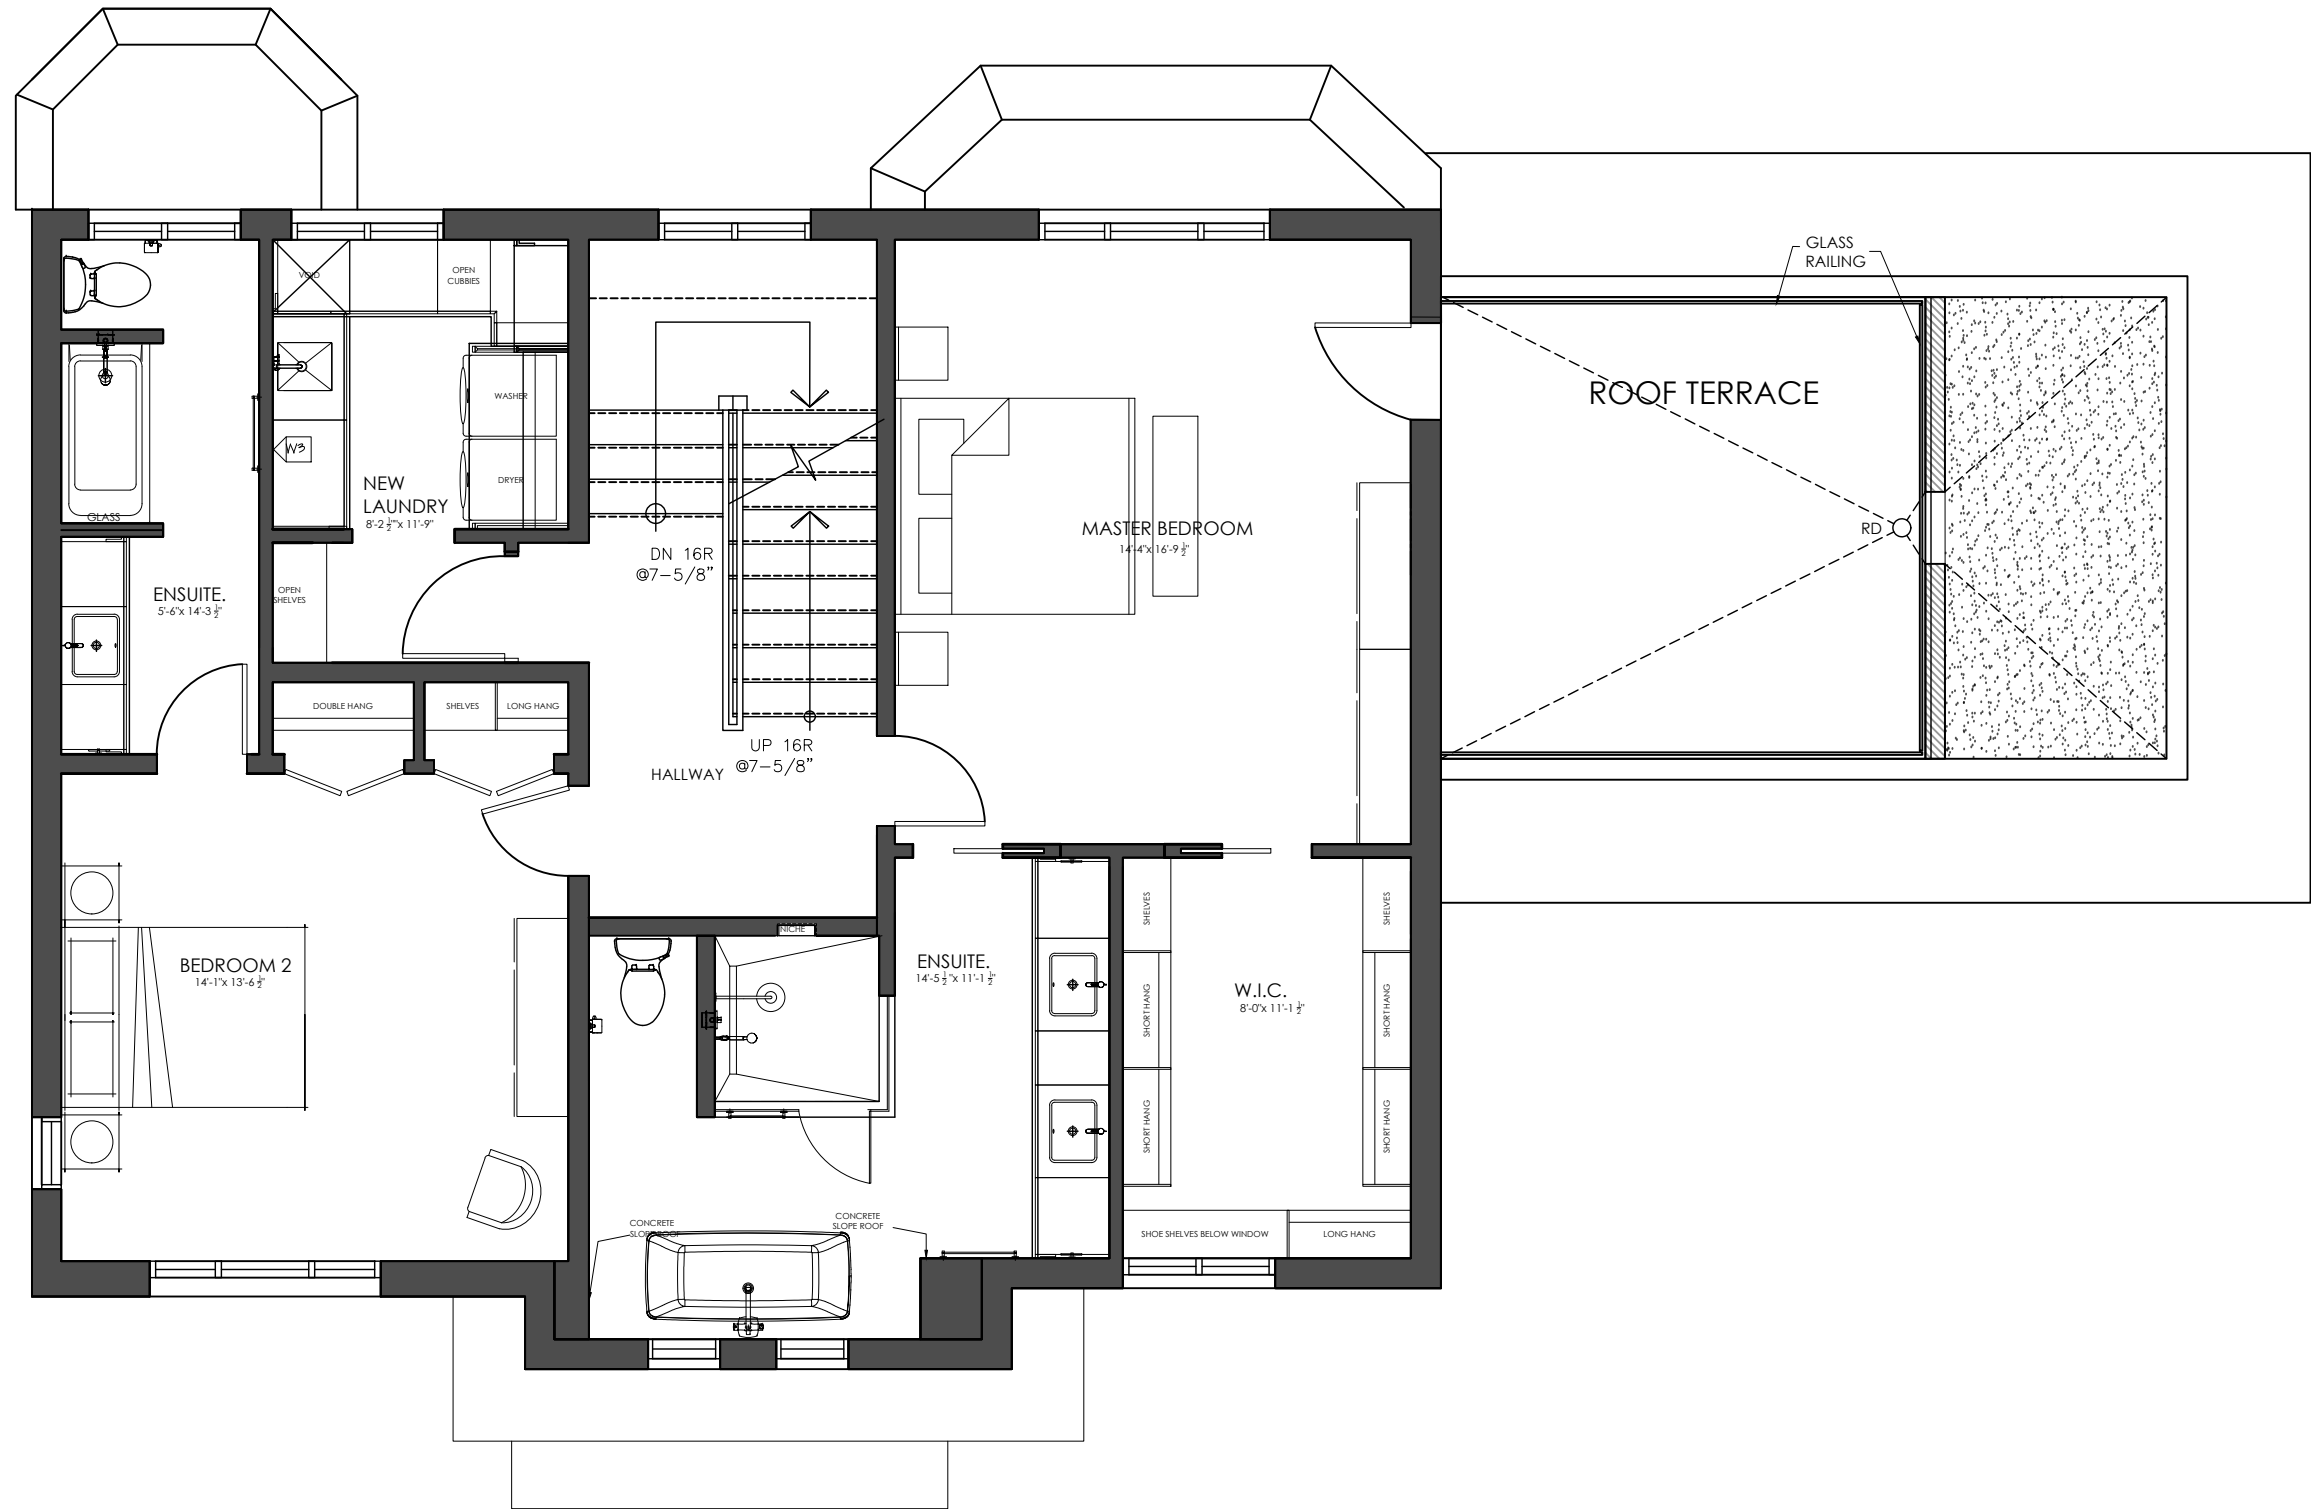 GLASS
RAILING
VOID
OPEN
CUBBIES
WASHER
DRYER
W3
NEW
LAUNDRY
8'-2 1/2"x 11'-9"
GLASS
ROOF TERRACE
RD
MASTER BEDROOM
14'-4"x 16'-9 1/2"
DN 16R
@7-5/8"
ENSUITE.
5'-6"x 14'-3 1/2"
OPEN
SHELVES
DOUBLE HANG
SHELVES
LONG HANG
UP 16R
@7-5/8"
HALLWAY
NICHE
BEDROOM 2
14'-1"x 13'-6 1/2"
ENSUITE.
14'-5 1/2"x 11'-1 1/2"
W.I.C.
8'-0"x 11'-1 1/2"
SHELVES
SHORT HANG
SHORT HANG
SHELVES
SHORT HANG
SHORT HANG
CONCRETE
SLOPE ROOF
CONCRETE
SLOPE ROOF
SHOE SHELVES BELOW WINDOW
LONG HANG